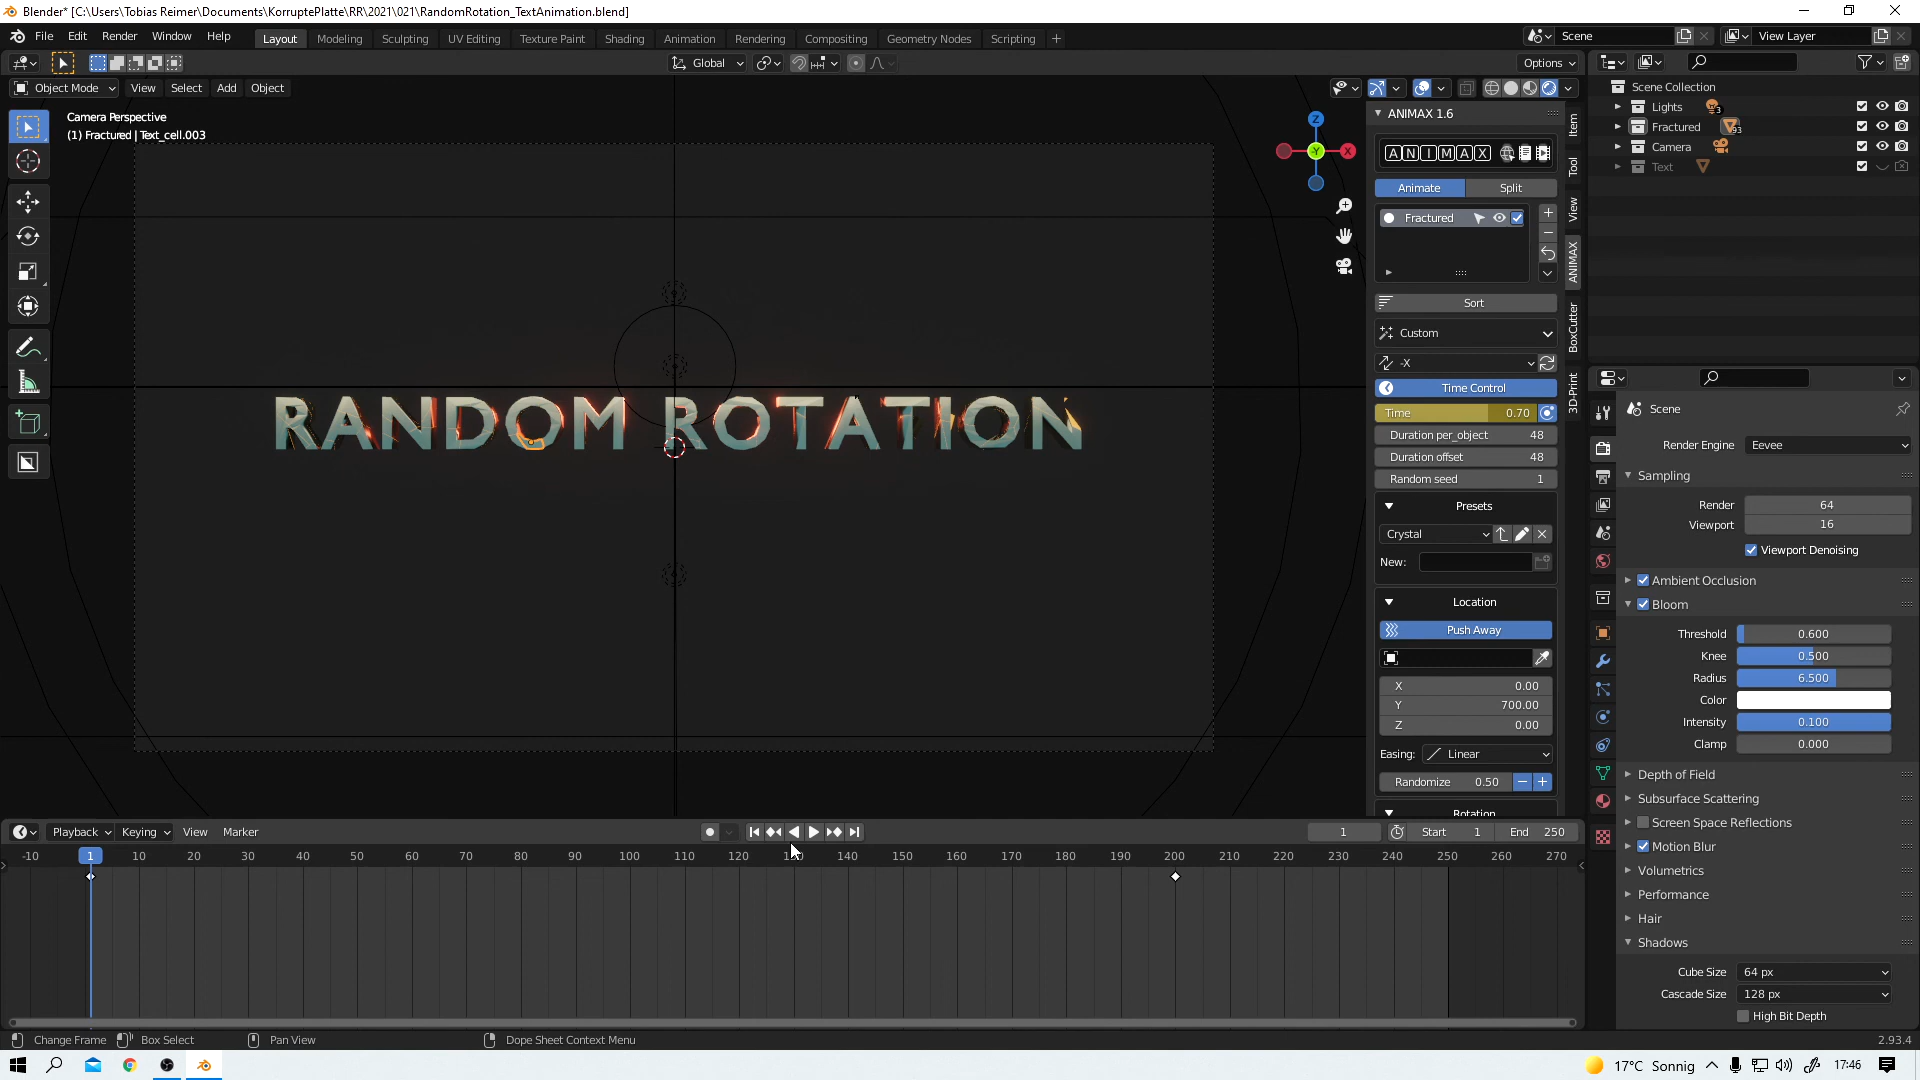 Blender* [C:\Users\Tobias Reimer\Documents\KorruptePlatte\RR\2021\021\RandomRotation_TextAnimation.blend]
File Edit Render Window Help Layout Modeling Sculpting UV Editing Texture Paint Shading Animation Rendering Compositing Geometry Nodes Scripting + Scene View Layer
Global Options
Object Mode View Select Add Object
Camera Perspective
(1) Fractured | Text_cell.003
RANDOM ROTATION
Z
-Y
X
ANIMAX 1.6
ANIMAX
Animate Split
Fractured
Sort
Custom
-X
Time Control
Time 0.70
Duration per_object 48
Duration offset 48
Random seed 1
Presets
Crystal
New:
Location
Push Away
X 0.00
Y 700.00
Z 0.00
Easing: Linear
Randomize 0.50
Rotation
Item
Tool
View
ANIMAX
BoxCutter
3D-Print
Scene Collection
Lights 3
Fractured 93
Camera
Text
Scene
Render Engine Eevee
Sampling
Render 64
Viewport 16
Viewport Denoising
Ambient Occlusion
Bloom
Threshold 0.600
Knee 0.500
Radius 6.500
Color
Intensity 0.100
Clamp 0.000
Depth of Field
Subsurface Scattering
Screen Space Reflections
Motion Blur
Volumetrics
Performance
Hair
Shadows
Cube Size 64 px
Cascade Size 128 px
High Bit Depth
Playback Keying View Marker 1 Start 1 End 250
-10 1 10 20 30 40 50 60 70 80 90 100 110 120 130 140 150 160 170 180 190 200 210 220 230 240 250 260 270
Change Frame Box Select Pan View Dope Sheet Context Menu 2.93.4
17°C Sonnig 17:46